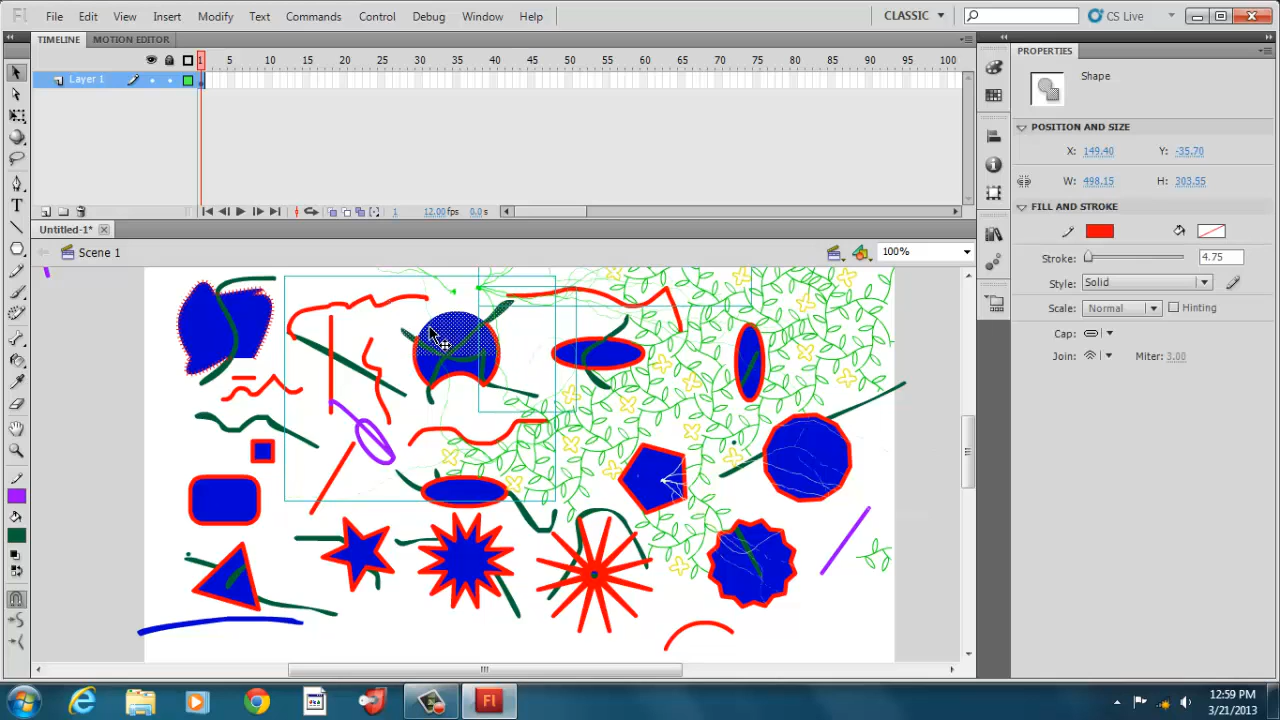 Fl File Edit View Insert Modify Text Commands Control Debug Window Help CLASSIC CS Live
TIMELINE MOTION EDITOR
1 5 10 15 20 25 30 35 40 45 50 55 60 65 70 75 80 85 90 95 100
Layer 1
1 12.00fps 0.0s
Untitled-1*
Scene 1 100%
PROPERTIES
Shape
POSITION AND SIZE
X: 149.40 Y: -35.70
W: 498.15 H: 303.55
FILL AND STROKE
Stroke: 4.75
Style: Solid
Scale: Normal Hinting
Cap:
Join: Miter: 3.00
T
Fl
12:59 PM
3/21/2013